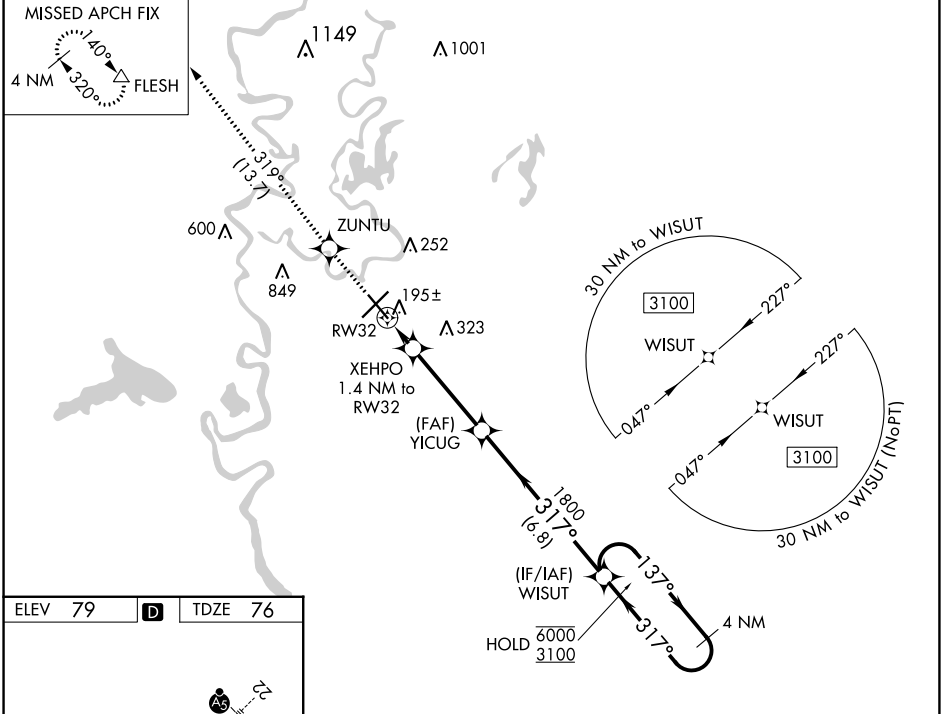 MISSED APCH FIX
140°
4 NM
320°
FLESH
1149
1001
319°
(13.7)
600
ZUNTU
252
849
195±
RW32
323
XEHPO
1.4 NM to
RW32
(FAF)
YICUG
30 NM to WISUT
3100
227°
WISUT
047°
227°
WISUT
047°
3100
30 NM to WISUT (NoPT)
1800
317°
(6.8)
(IF/IAF)
WISUT
137°
317°
4 NM
HOLD 6000
3100
ELEV 79 D TDZE 76
A5
22